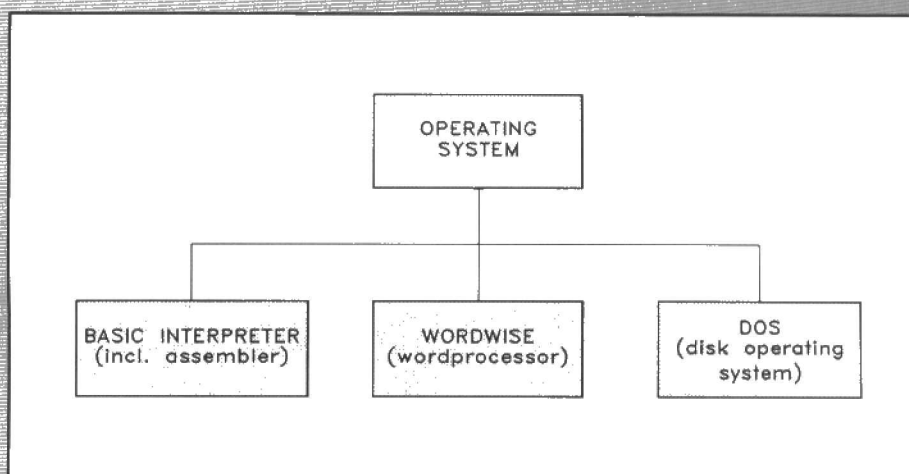 OPERATING
SYSTEM
BASIC INTERPRETER
(incl. assembler)
WORDWISE
(wordprocessor)
DOS
(disk operating
system)